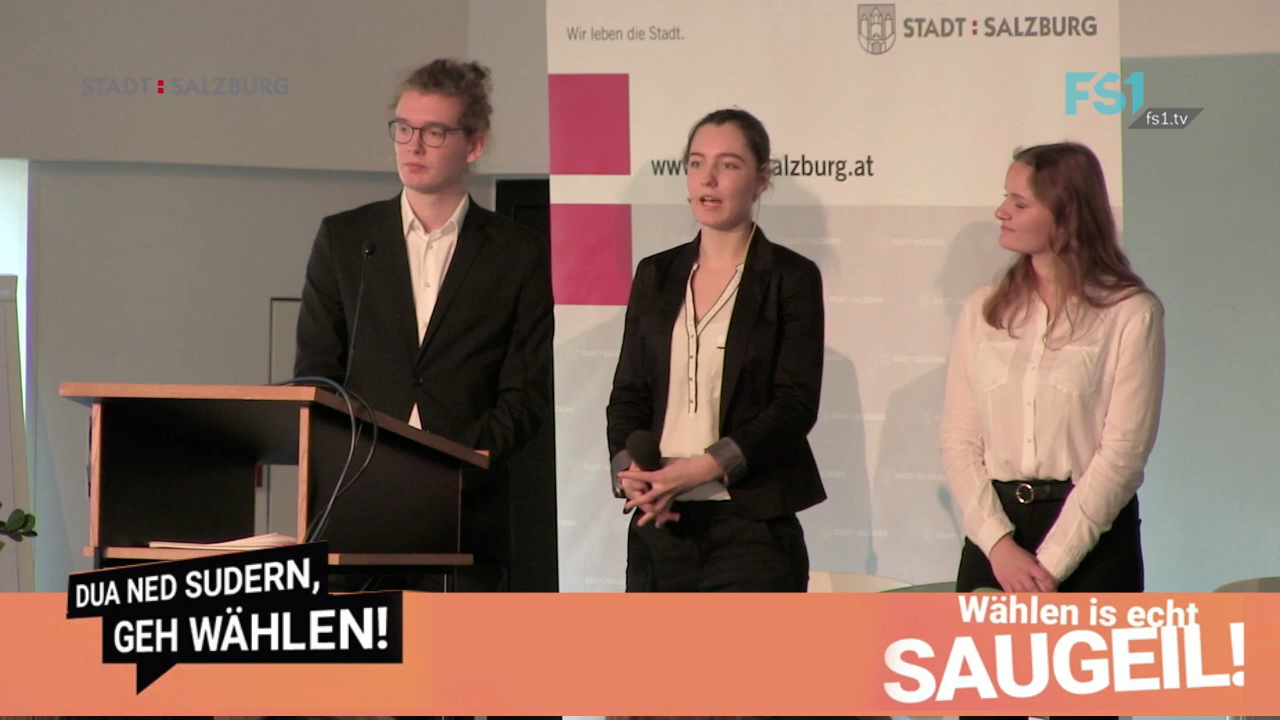 Wir leben die Stadt.
STADT:SALZBURG
STADT:SALZBURG
FS1
fs1.tv
www. alzburg.at
DUA NED SUDERN,
GEH WÄHLEN!
Wählen is echt
SAUGEIL!